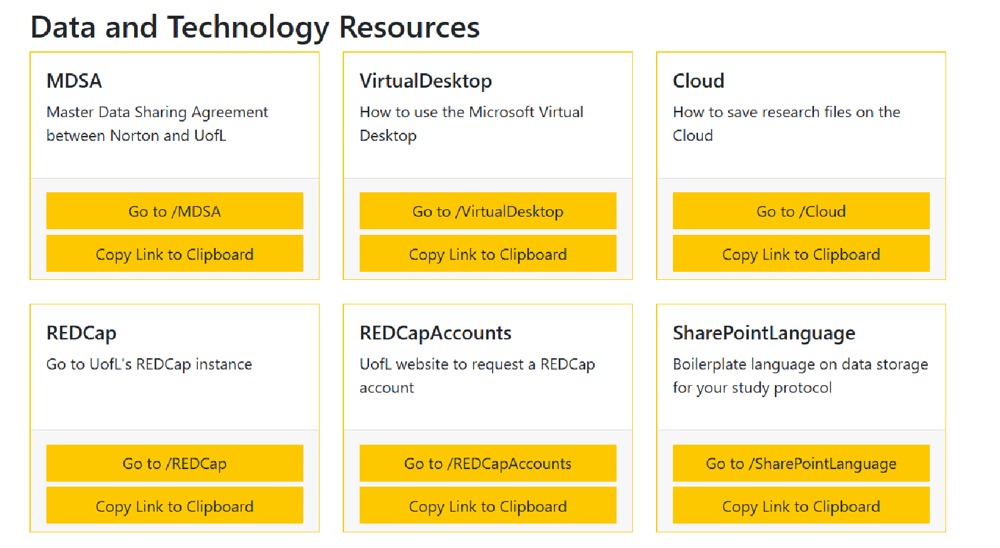 Data and Technology Resources
MDSA
Master Data Sharing Agreement
between Norton and UofL
Go to /MDSA
Copy Link to Clipboard
VirtualDesktop
How to use the Microsoft Virtual
Desktop
Go to /VirtualDesktop
Copy Link to Clipboard
Cloud
How to save research files on the
Cloud
Go to /Cloud
Copy Link to Clipboard
REDCap
Go to UofL's REDCap instance
Go to /REDCap
Copy Link to Clipboard
REDCapAccounts
UofL website to request a REDCap
account
Go to /REDCapAccounts
Copy Link to Clipboard
SharePointLanguage
Boilerplate language on data storage
for your study protocol
Go to /SharePointLanguage
Copy Link to Clipboard